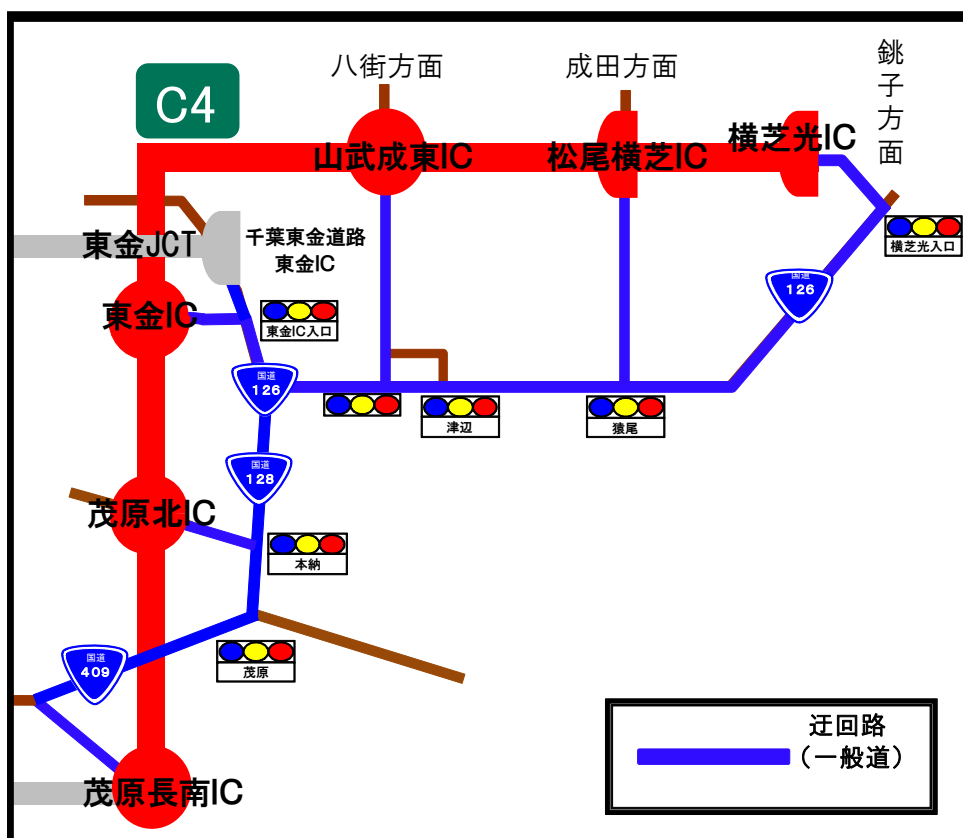 八街方面
成田方面
銚子方面
C4
山武成東IC
松尾横芝IC
横芝光IC
東金JCT
千葉東金道路
東金IC
横芝光入口
国道
126
東金IC
東金IC入口
国道
126
津辺
猿尾
国道
128
茂原北IC
本納
茂原
国道
409
迂回路
(一般道)
茂原長南IC